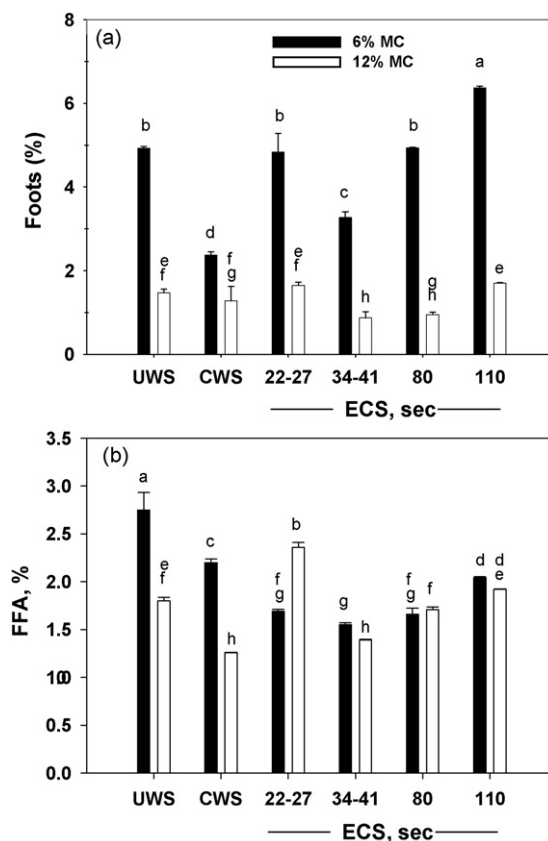 (a)
6% MC
12% MC
Foots (%)
8
6
4
2
0
b
e
f
d
f
g
b
e
f
c
h
b
g
h
a
e
UWS CWS 22-27 34-41 80 110
ECS, sec
(b)
FFA, %
3.5
3.0
2.5
2.0
1.5
1.0
0.5
0.0
a
e
f
c
h
f
g
b
g
h
f
g
f
d
d
e
UWS CWS 22-27 34-41 80 110
ECS, sec